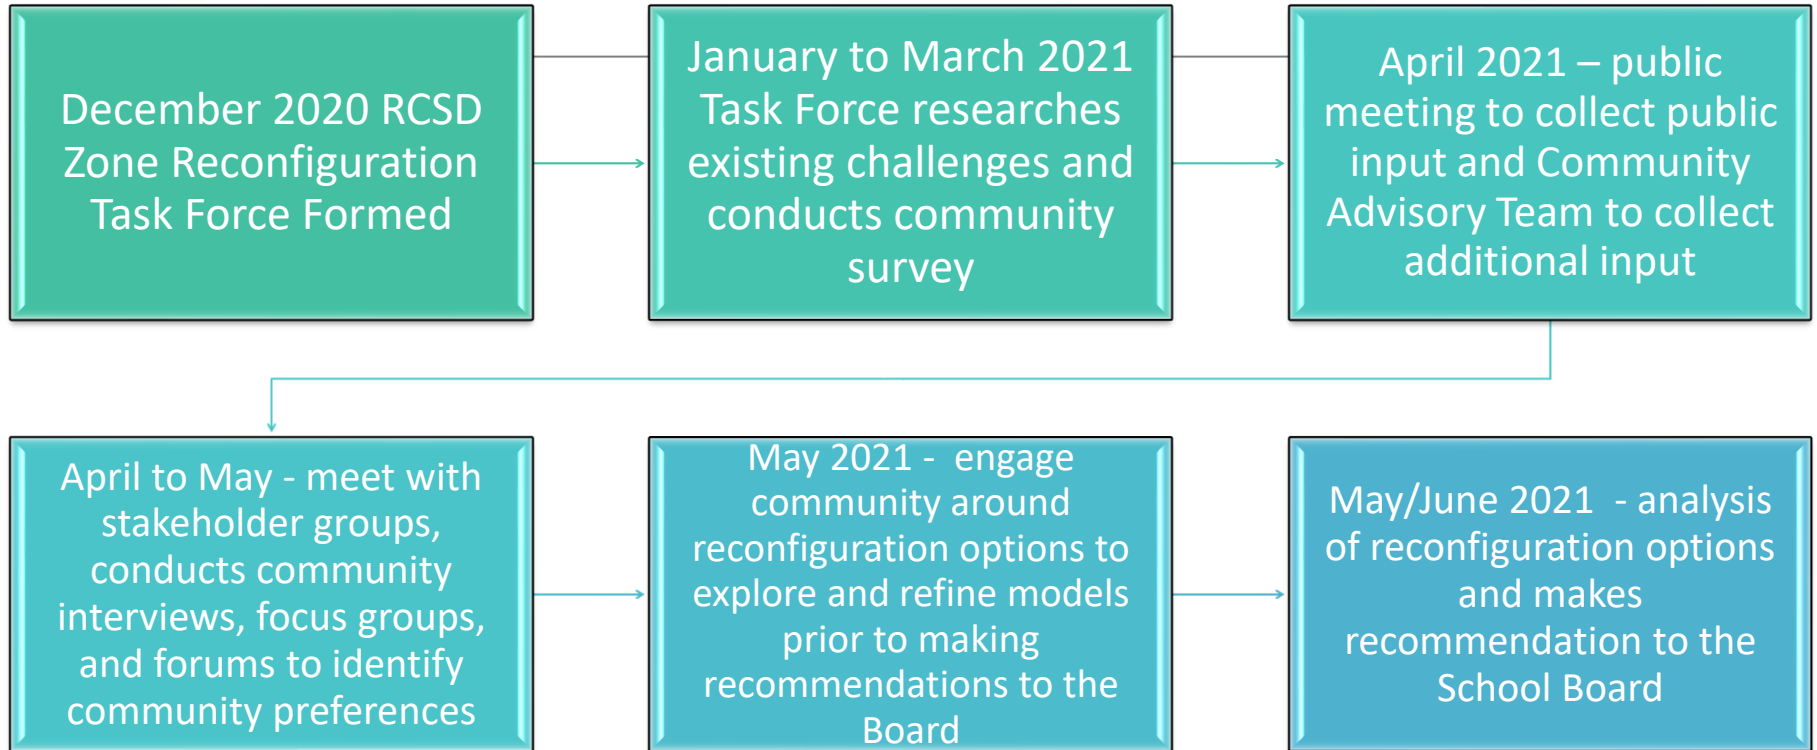 December 2020 RCSD
Zone Reconfiguration
Task Force Formed
January to March 2021
Task Force researches
existing challenges and
conducts community
survey
April 2021 – public
meeting to collect public
input and Community
Advisory Team to collect
additional input
April to May - meet with
stakeholder groups,
conducts community
interviews, focus groups,
and forums to identify
community preferences
May 2021 -  engage
community around
reconfiguration options to
explore and refine models
prior to making
recommendations to the
Board
May/June 2021  - analysis
of reconfiguration options
and makes
recommendation to the
School Board